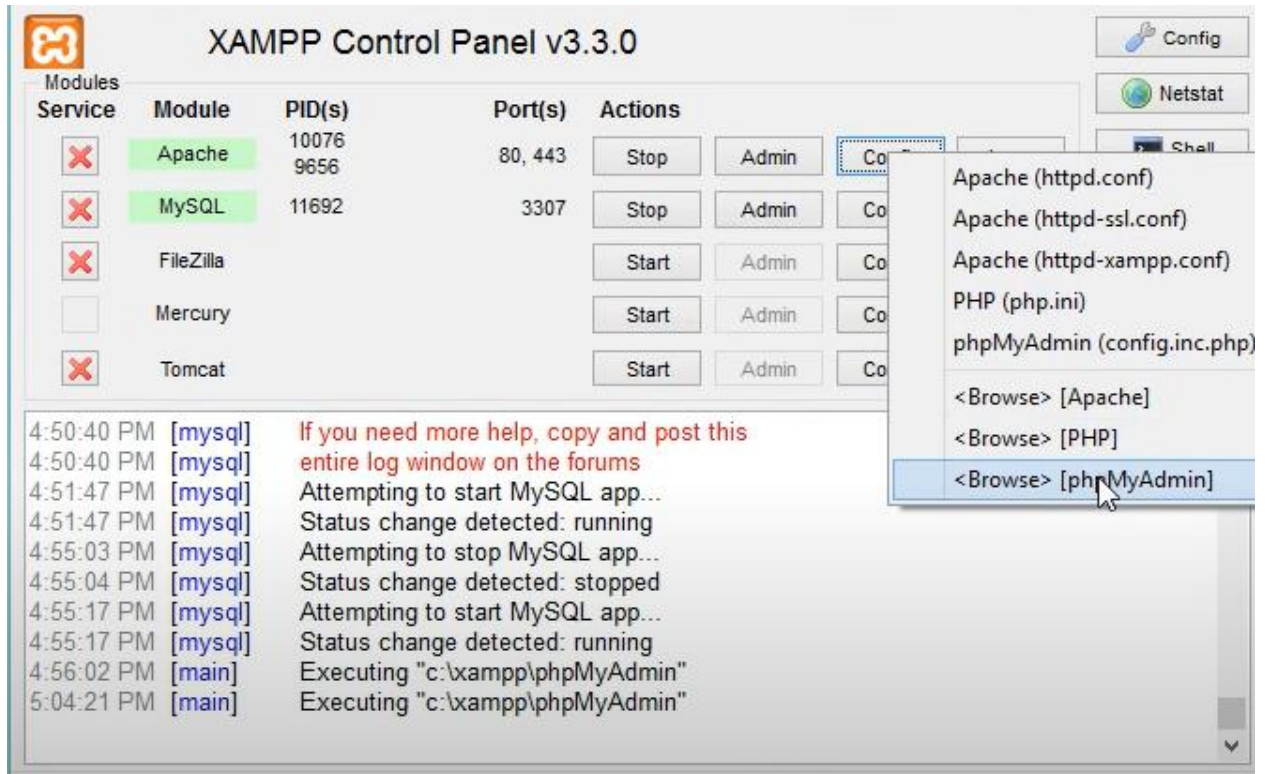 XAMPP Control Panel v3.3.0
Config
Modules
Netstat
Service Module PID(s) Port(s) Actions
Shell
Apache 10076 9656 80, 443 Stop Admin
MySQL 11692 3307 Stop Admin
FileZilla Start Admin
Mercury Start Admin
Tomcat Start Admin
Apache (httpd.conf)
Apache (httpd-ssl.conf)
Apache (httpd-xampp.conf)
PHP (php.ini)
phpMyAdmin (config.inc.php)
<Browse> [Apache]
<Browse> [PHP]
<Browse> [phpMyAdmin]
4:50:40 PM [mysql] If you need more help, copy and post this
4:50:40 PM [mysql] entire log window on the forums
4:51:47 PM [mysql] Attempting to start MySQL app...
4:51:47 PM [mysql] Status change detected: running
4:55:03 PM [mysql] Attempting to stop MySQL app...
4:55:04 PM [mysql] Status change detected: stopped
4:55:17 PM [mysql] Attempting to start MySQL app...
4:55:17 PM [mysql] Status change detected: running
4:56:02 PM [main] Executing "c:\xampp\phpMyAdmin"
5:04:21 PM [main] Executing "c:\xampp\phpMyAdmin"